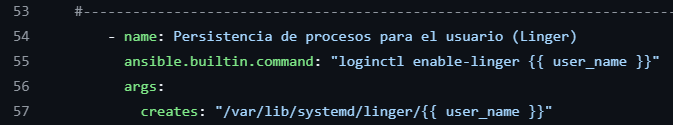 53 #----------------------------------------------------------------------
54 - name: Persistencia de procesos para el usuario (Linger)
55 ansible.builtin.command: "loginctl enable-linger {{ user_name }}"
56 args:
57 creates: "/var/lib/systemd/linger/{{ user_name }}"